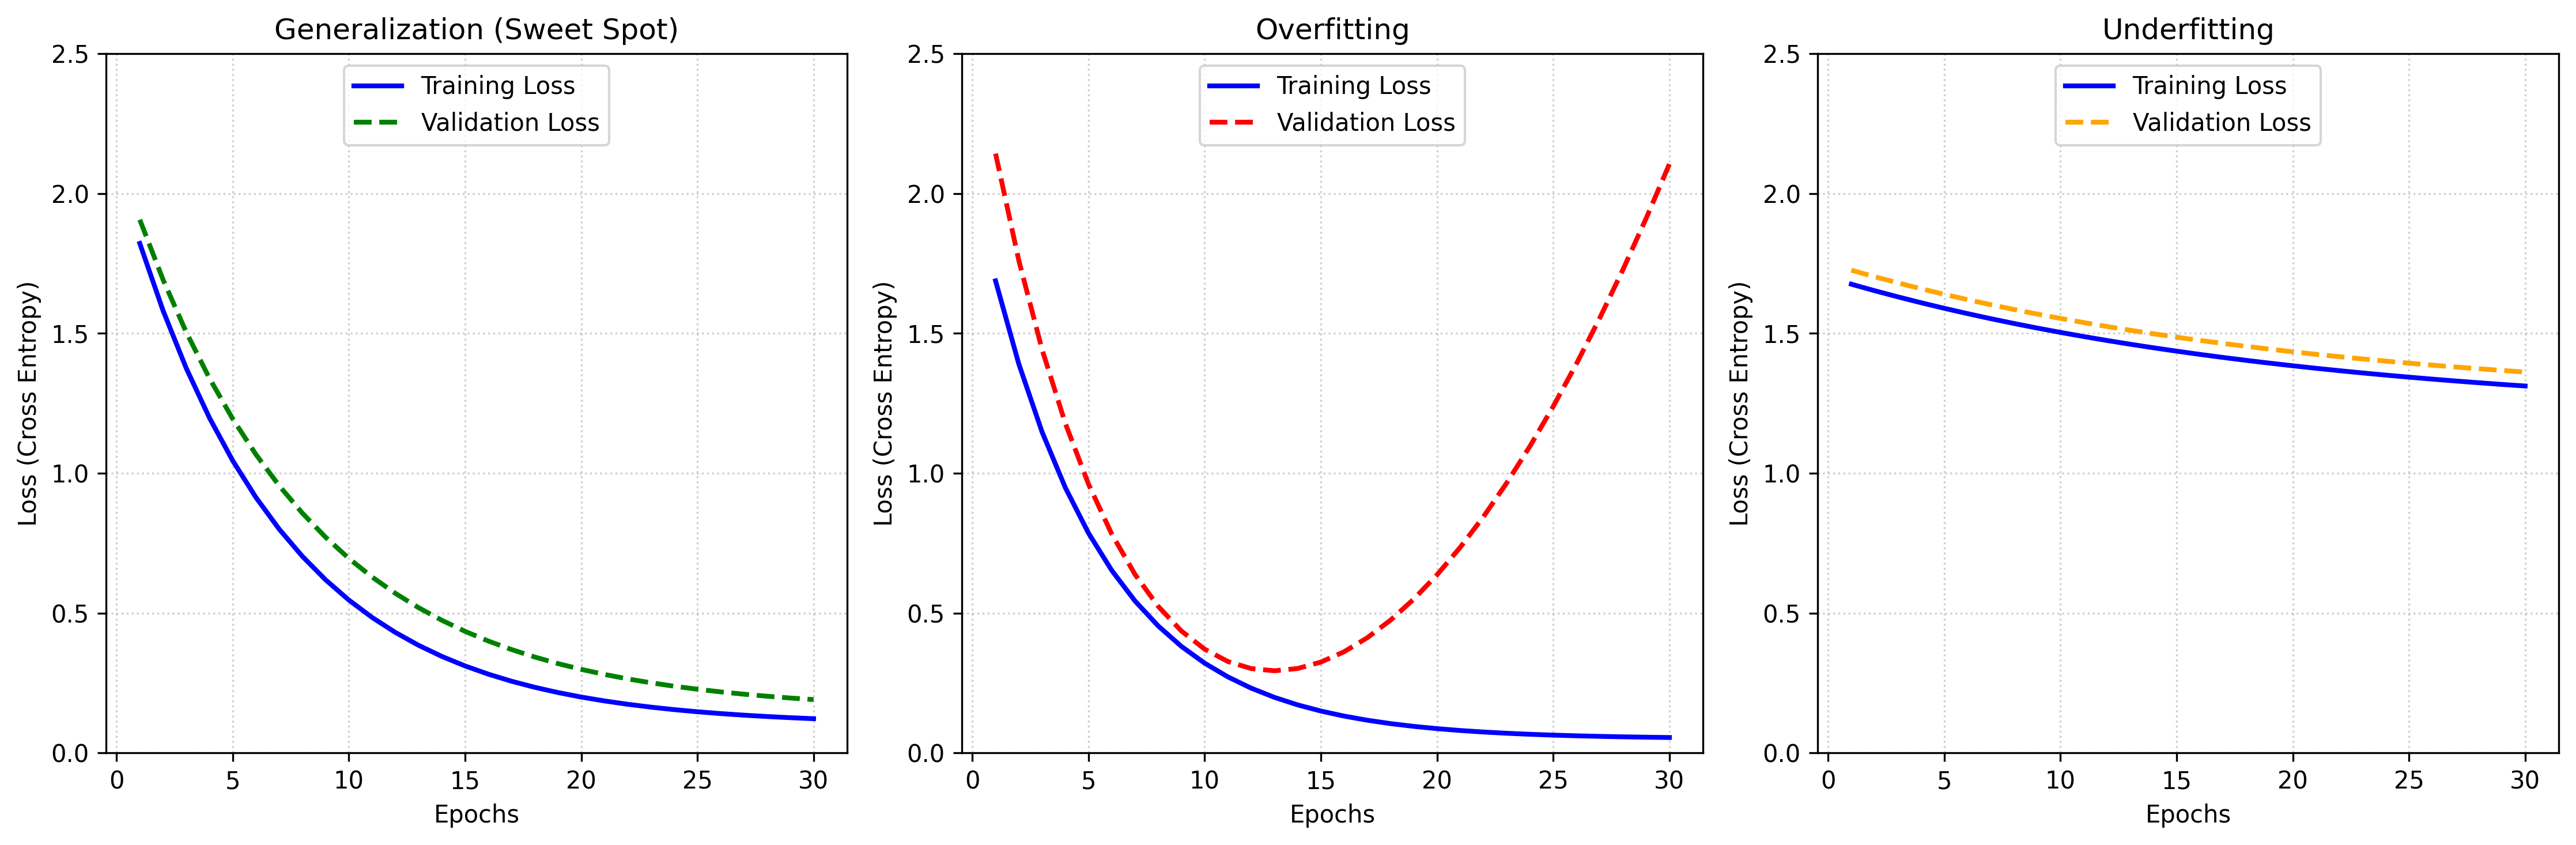 Generalization (Sweet Spot)
2.5
2.0
1.5
1.0
0.5
0.0
Loss (Cross Entropy)
Training Loss
Validation Loss
0 5 10 15 20 25 30
Epochs
Overfitting
2.5
2.0
1.5
1.0
0.5
0.0
Loss (Cross Entropy)
Training Loss
Validation Loss
0 5 10 15 20 25 30
Epochs
Underfitting
2.5
2.0
1.5
1.0
0.5
0.0
Loss (Cross Entropy)
Training Loss
Validation Loss
0 5 10 15 20 25 30
Epochs